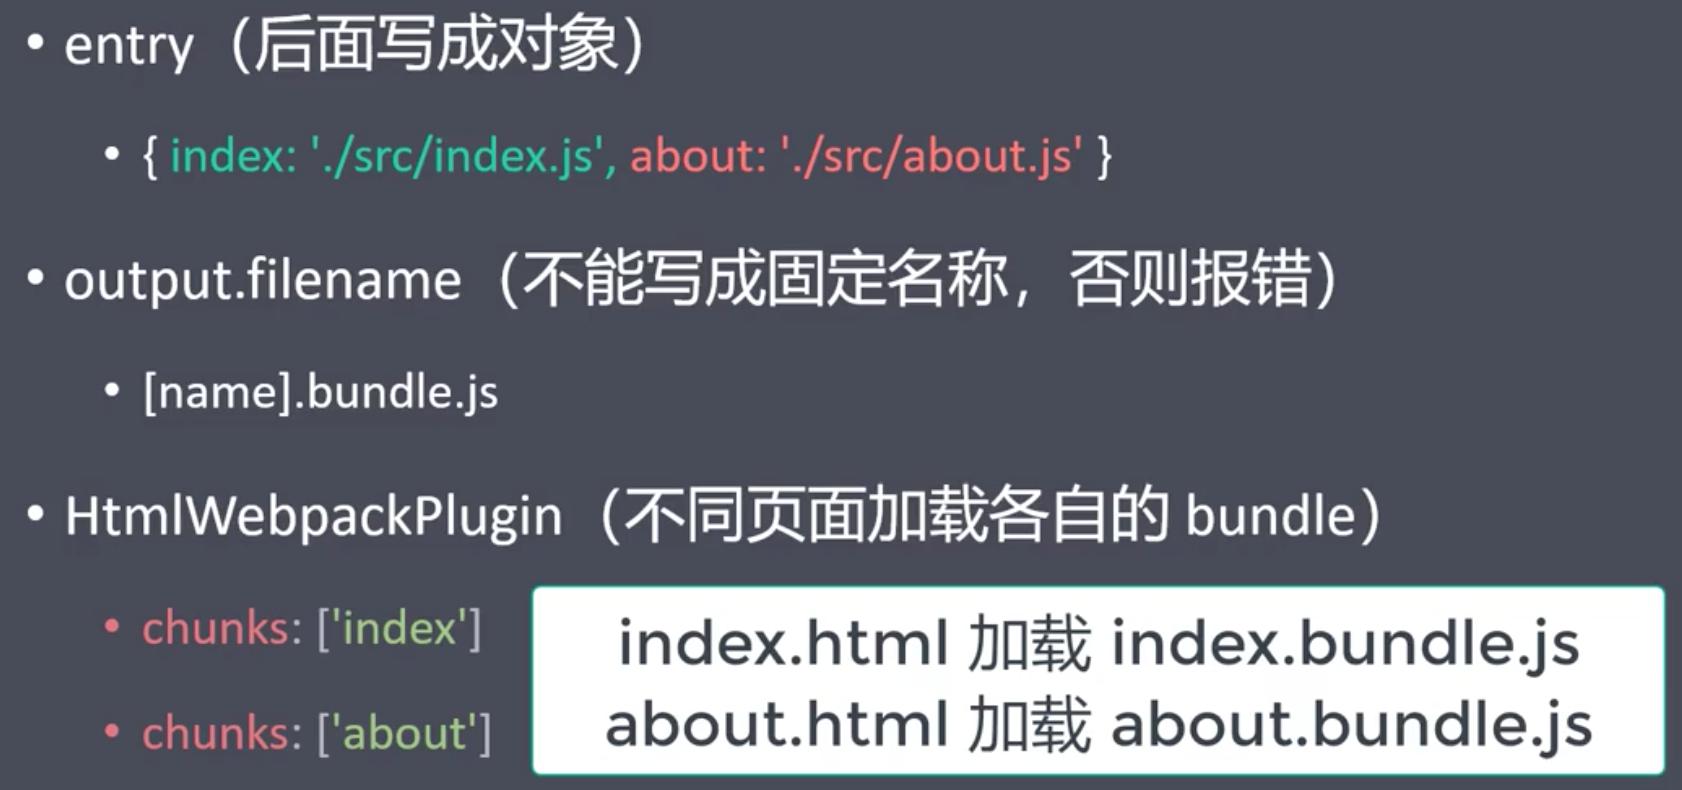 • entry（后面写成对象）
• { index: './src/index.js', about: './src/about.js' }
• output.filename（不能写成固定名称，否则报错）
• [name].bundle.js
• HtmlWebpackPlugin（不同页面加载各自的 bundle）
• chunks: ['index']
• chunks: ['about']
index.html 加载 index.bundle.js
about.html 加载 about.bundle.js